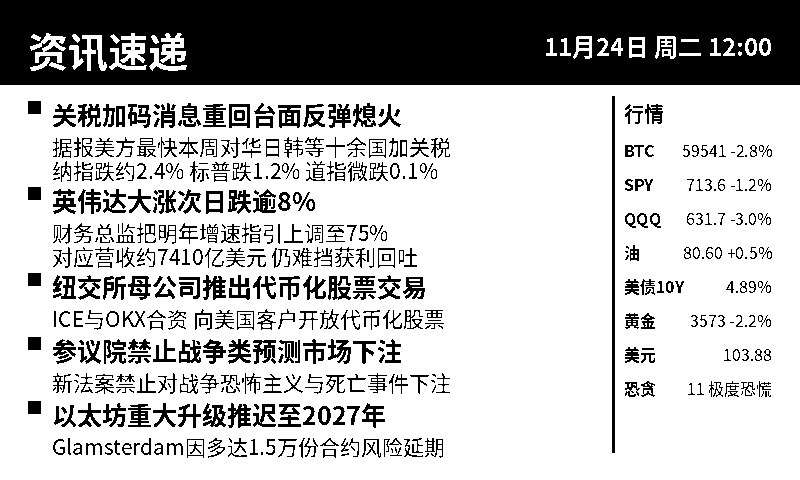 资讯速递
11月24日 周二 12:00
关税加码消息重回台面反弹熄火
据报美方最快本周对华日韩等十余国加关税
纳指跌约2.4% 标普跌1.2% 道指微跌0.1%
英伟达大涨次日跌逾8%
财务总监把明年增速指引上调至75%
对应营收约7410亿美元 仍难挡获利回吐
纽交所母公司推出代币化股票交易
ICE与OKX合资 向美国客户开放代币化股票
参议院禁止战争类预测市场下注
新法案禁止对战争恐怖主义与死亡事件下注
以太坊重大升级推迟至2027年
Glamsterdam因多达1.5万份合约风险延期
行情
BTC 59541 -2.8%
SPY 713.6 -1.2%
QQQ 631.7 -3.0%
油 80.60 +0.5%
美债10Y 4.89%
黄金 3573 -2.2%
美元 103.88
恐贪 11 极度恐慌